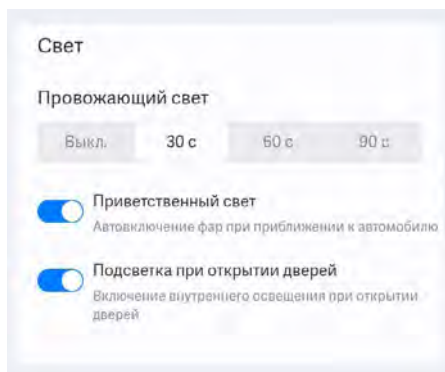 Свет
Провожающий свет
Выкл. 30 с 60 с 90 с
Приветственный свет
Автовключение фар при приближении к автомобилю
Подсветка при открытии дверей
Включение внутреннего освещения при открытии
дверей